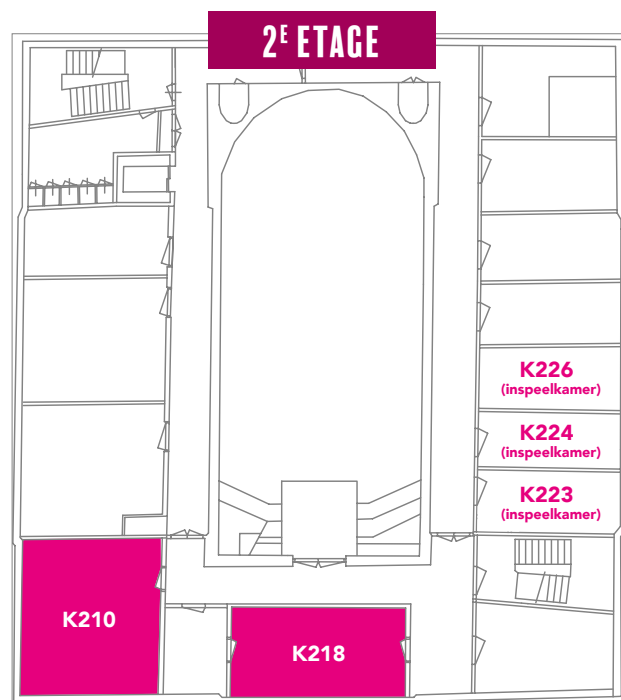 2E ETAGE
K226
(inspeelkamer)
K224
(inspeelkamer)
K223
(inspeelkamer)
K210
K218